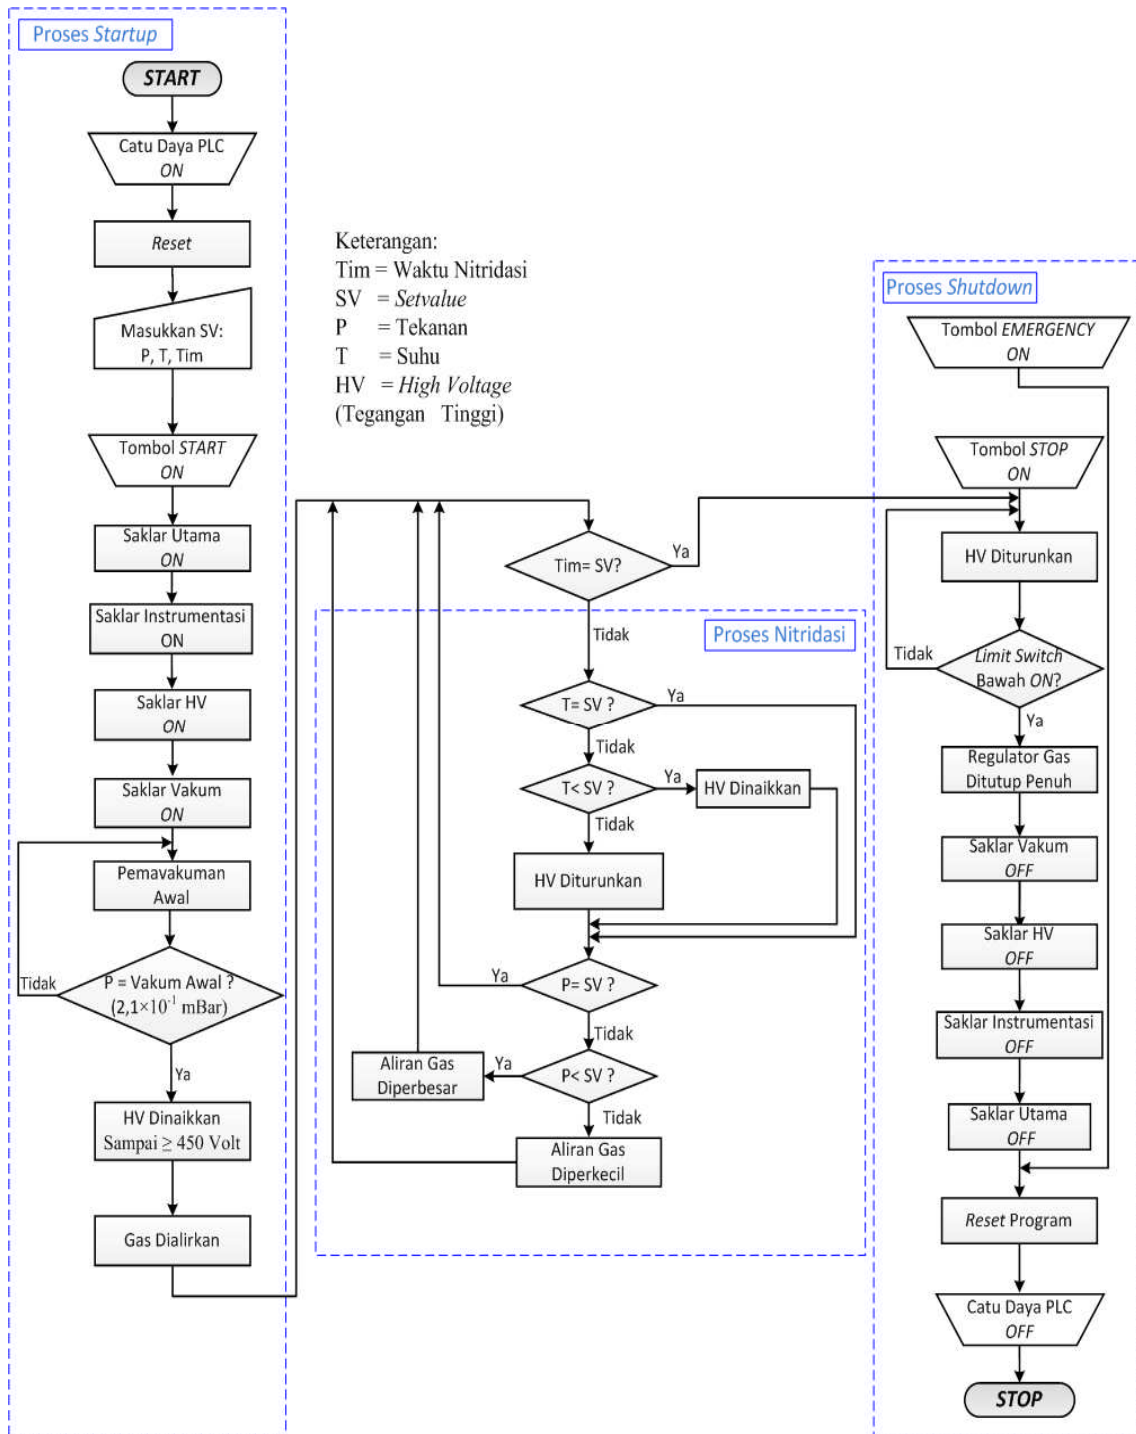 Proses Startup
START
Catu Daya PLC
ON
Reset
Masukkan SV:
P, T, Tim
Tombol START
ON
Saklar Utama
ON
Saklar Instrumentasi
ON
Saklar HV
ON
Saklar Vakum
ON
Pemavakuman
Awal
Tidak
P = Vakum Awal ?
(2,1×10⁻¹ mBar)
Ya
HV Dinaikkan
Sampai ≥ 450 Volt
Gas Dialirkan
Keterangan:
Tim = Waktu Nitridasi
SV = Setvalue
P = Tekanan
T = Suhu
HV = High Voltage
(Tegangan Tinggi)
Tim= SV?
Ya
Tidak
Proses Nitridasi
T= SV ?
Ya
Tidak
T< SV ?
Ya
HV Dinaikkan
Tidak
HV Diturunkan
P= SV ?
Ya
Tidak
P< SV ?
Ya
Aliran Gas
Diperbesar
Tidak
Aliran Gas
Diperkecil
Proses Shutdown
Tombol EMERGENCY
ON
Tombol STOP
ON
HV Diturunkan
Tidak
Limit Switch
Bawah ON?
Ya
Regulator Gas
Ditutup Penuh
Saklar Vakum
OFF
Saklar HV
OFF
Saklar Instrumentasi
OFF
Saklar Utama
OFF
Reset Program
Catu Daya PLC
OFF
STOP